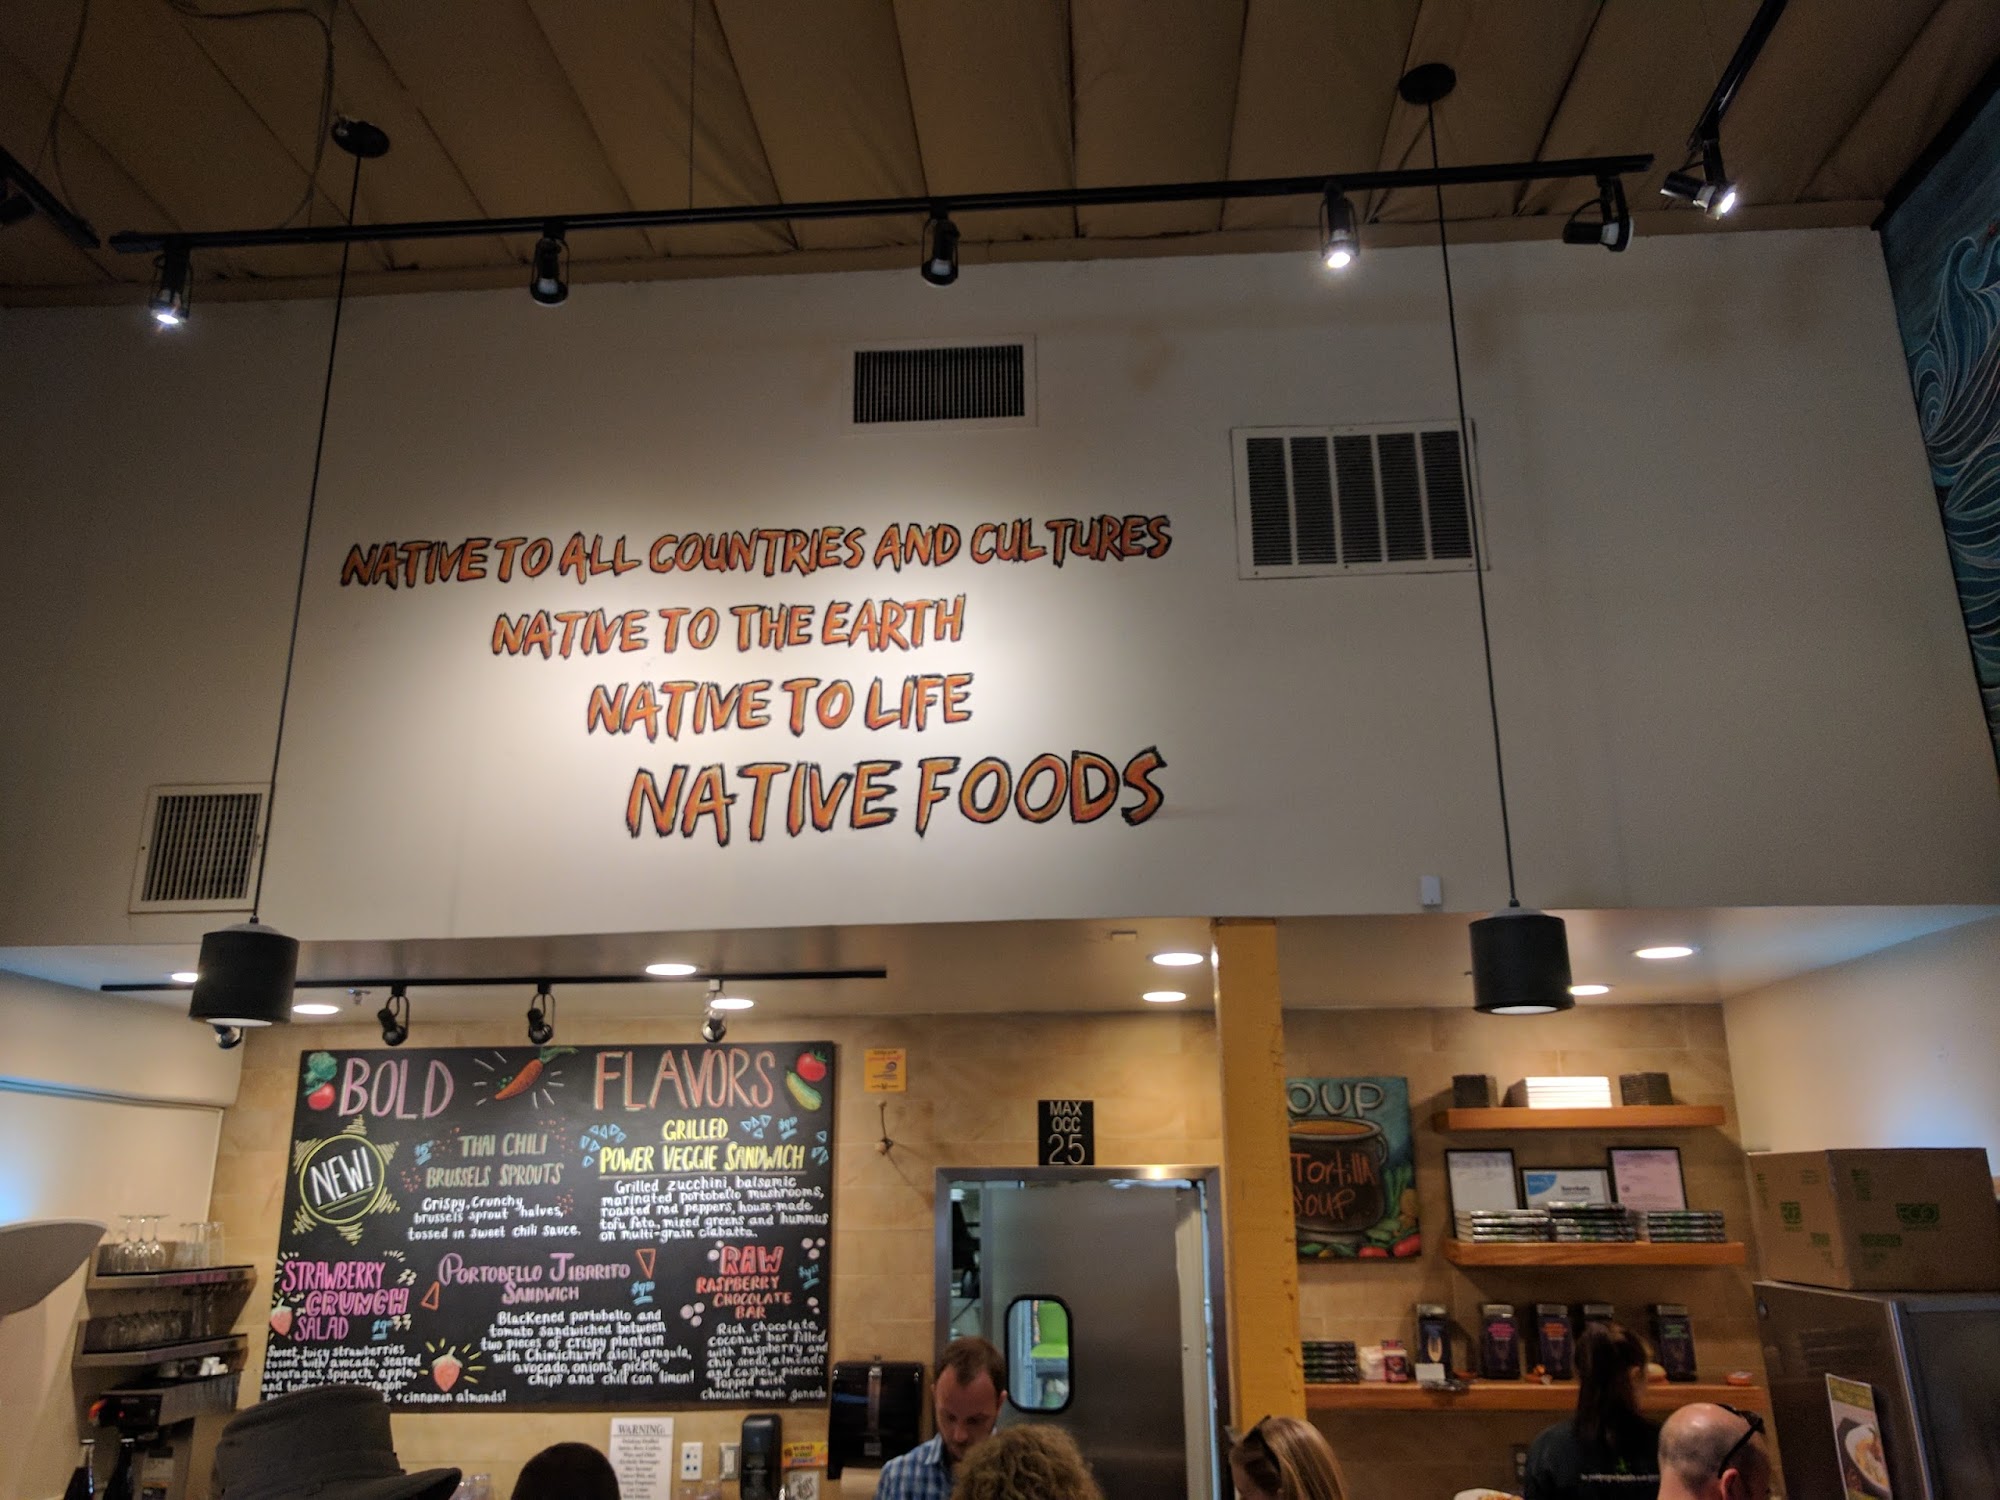 NATIVE TO ALL COUNTRIES AND CULTURES
NATIVE TO THE EARTH
NATIVE TO LIFE
NATIVE FOODS
BOLD FLAVORS
NEW!
THAI CHILI
BRUSSELS SPROUTS
Crispy, Crunchy
brussels sprout halves,
tossed in sweet chili sauce.
GRILLED
POWER VEGGIE SANDWICH
Grilled zucchini, balsamic
marinated portobello mushrooms,
roasted red peppers, house-made
tofu feta, mixed greens and hummus
on multi-grain ciabatta.
STRAWBERRY
CRUNCH
SALAD
Sweet, juicy strawberries
tossed with avocado, seared
asparagus, spinach, apple,
+ cinnamon almonds!
PORTOBELLO JIBARITO
SANDWICH
Blackened portobello and
tomato sandwiched between
two pieces of crispy plantain
with Chimichurri aioli, arugula,
avocado, onions, pickle,
chips and chili con limon!
RAW
RASPBERRY
CHOCOLATE
BAR
Rich chocolate
coconut bar filled
with raspberry and
chia seeds, almonds
and cashew pieces.
Topped with
chocolate-maple ganache
MAX
OCC
25
OUP
Tortilla
Soup
WARNING: